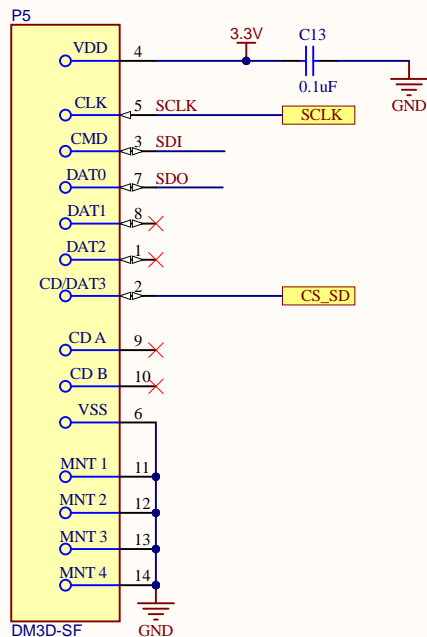 P5
VDD 4 3.3V C13
0.1uF
GND
CLK 5 SCLK SCLK
CMD 3 SDI
DAT0 7 SDO
DAT1 8
DAT2 1
CD/DAT3 2 CS_SD
CD A 9
CD B 10
VSS 6
MNT 1 11
MNT 2 12
MNT 3 13
MNT 4 14
DM3D-SF GND